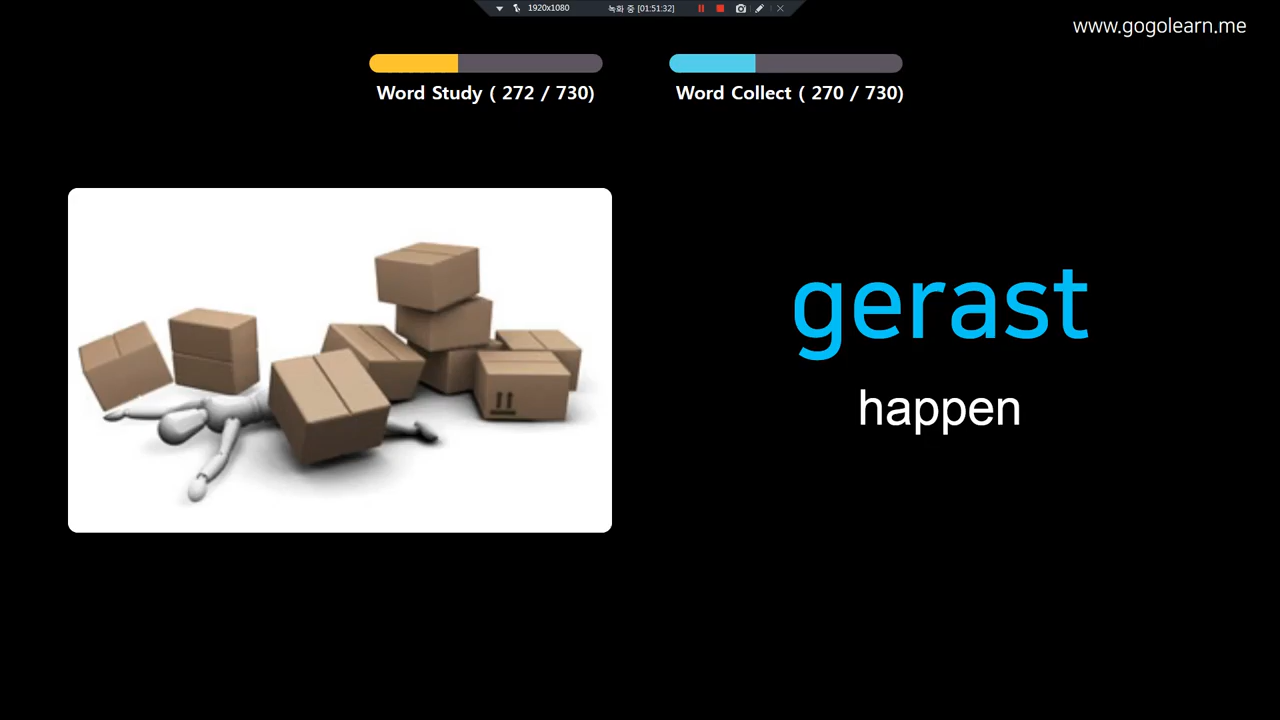 1920x1080 녹화 중 [01:51:32]
www.gogolearn.me
Word Study ( 272 / 730) Word Collect ( 270 / 730)
gerast
happen